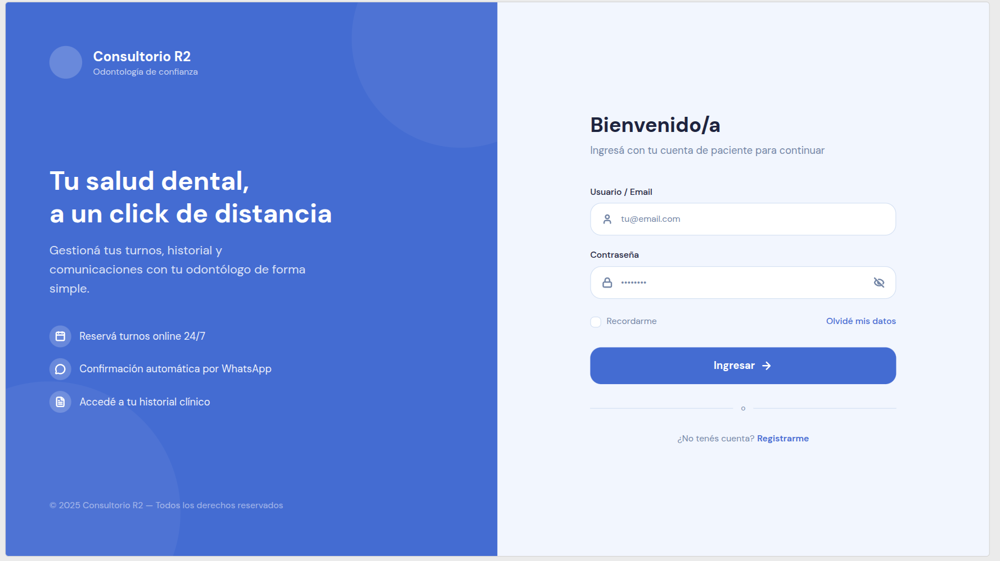 Consultorio R2
Odontología de confianza
Tu salud dental,
a un click de distancia
Gestioná tus turnos, historial y
comunicaciones con tu odontólogo de forma
simple.
Reservá turnos online 24/7
Confirmación automática por WhatsApp
Accedé a tu historial clínico
© 2025 Consultorio R2 — Todos los derechos reservados
Bienvenido/a
Ingresá con tu cuenta de paciente para continuar
Usuario / Email
tu@email.com
Contraseña
••••••••
Recordarme
Olvidé mis datos
Ingresar →
o
¿No tenés cuenta? Registrarme